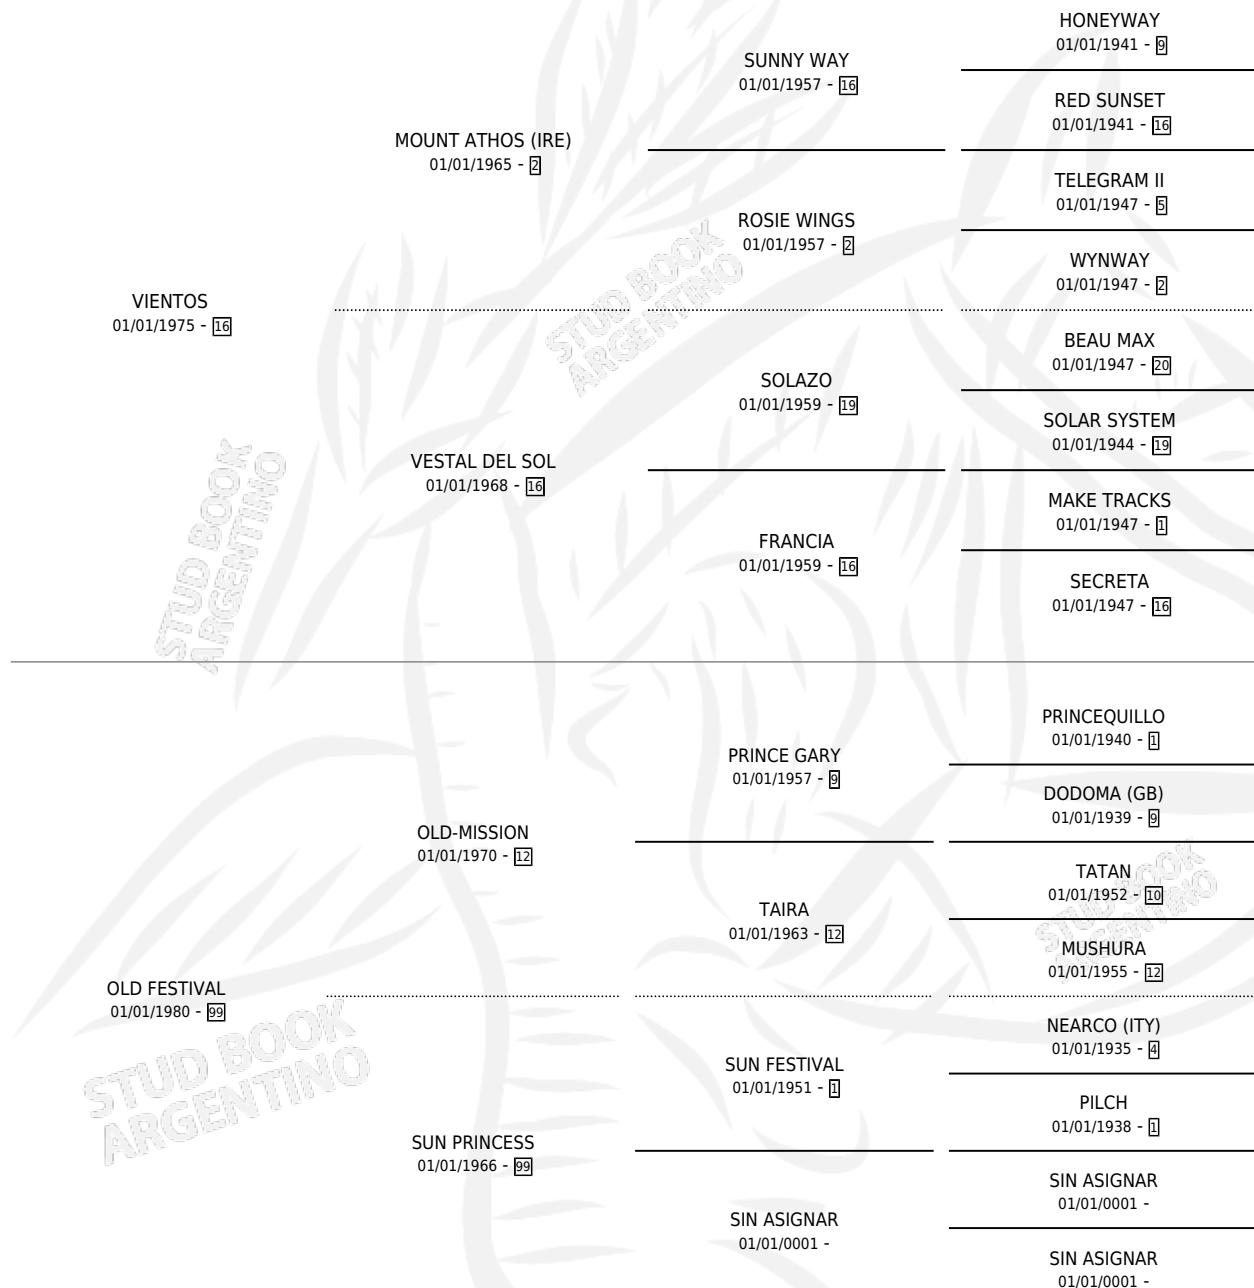 HONEYWAY
01/01/1941 - 9
SUNNY WAY
01/01/1957 - 16
RED SUNSET
01/01/1941 - 16
MOUNT ATHOS (IRE)
01/01/1965 - 2
TELEGRAM II
01/01/1947 - 5
ROSIE WINGS
01/01/1957 - 2
WYNWAY
01/01/1947 - 2
VIENTOS
01/01/1975 - 16
BEAU MAX
01/01/1947 - 20
SOLAZO
01/01/1959 - 19
SOLAR SYSTEM
01/01/1944 - 19
VESTAL DEL SOL
01/01/1968 - 16
MAKE TRACKS
01/01/1947 - 1
FRANCIA
01/01/1959 - 16
SECRETA
01/01/1947 - 16
PRINCEQUILLO
01/01/1940 - 1
PRINCE GARY
01/01/1957 - 9
DODOMA (GB)
01/01/1939 - 9
OLD-MISSION
01/01/1970 - 12
TATAN
01/01/1952 - 10
TAIRA
01/01/1963 - 12
MUSHURA
01/01/1955 - 12
OLD FESTIVAL
01/01/1980 - 99
NEARCO (ITY)
01/01/1935 - 4
SUN FESTIVAL
01/01/1951 - 1
PILCH
01/01/1938 - 1
SUN PRINCESS
01/01/1966 - 99
SIN ASIGNAR
01/01/0001 -
SIN ASIGNAR
01/01/0001 -
SIN ASIGNAR
01/01/0001 -
STUD BOOK
ARGENTINO
STUD BOOK
ARGENTINO
STUD BOOK
ARGENTINO
STUD BOOK
ARGENTINO